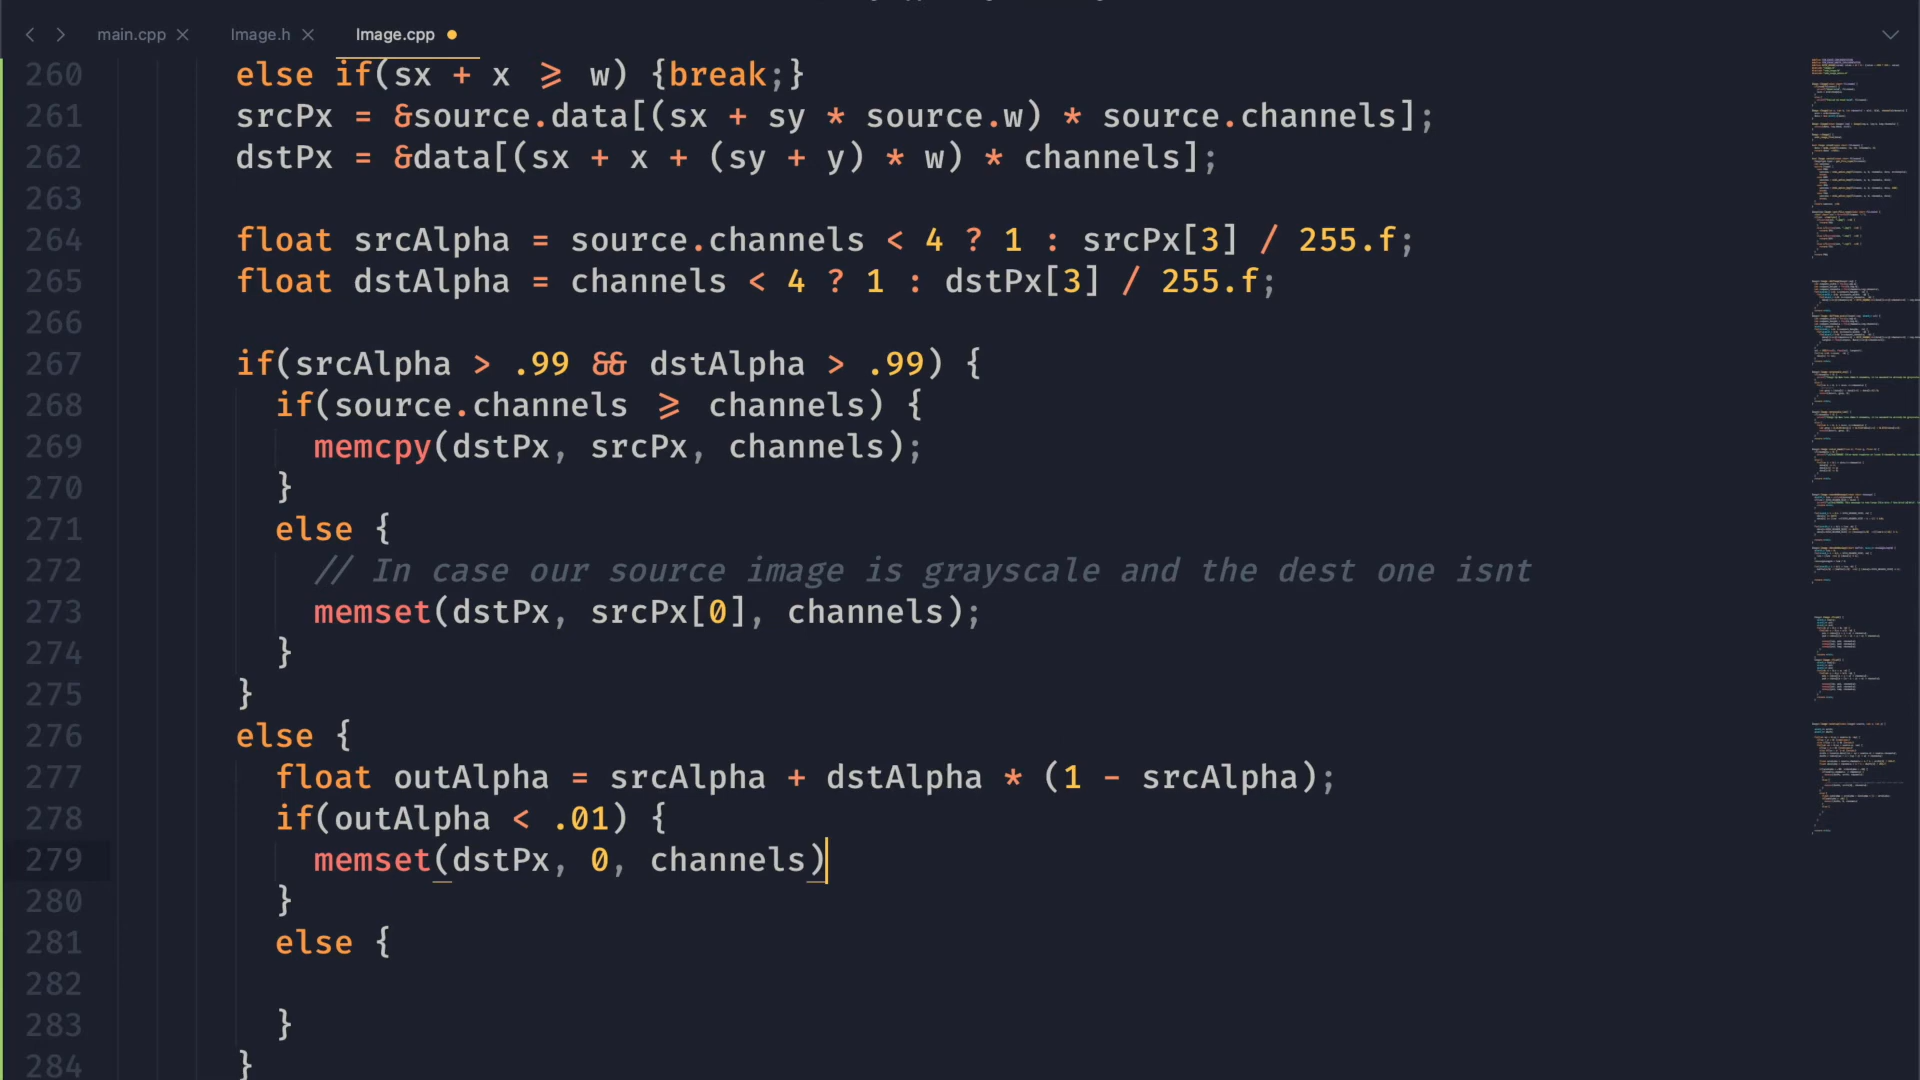 main.cpp Image.h Image.cpp
260 else if(sx + x >= w) {break;}
261 srcPx = &source.data[(sx + sy * source.w) * source.channels];
262 dstPx = &data[(sx + x + (sy + y) * w) * channels];
263
264 float srcAlpha = source.channels < 4 ? 1 : srcPx[3] / 255.f;
265 float dstAlpha = channels < 4 ? 1 : dstPx[3] / 255.f;
266
267 if(srcAlpha > .99 && dstAlpha > .99) {
268 if(source.channels >= channels) {
269 memcpy(dstPx, srcPx, channels);
270 }
271 else {
272 // In case our source image is grayscale and the dest one isnt
273 memset(dstPx, srcPx[0], channels);
274 }
275 }
276 else {
277 float outAlpha = srcAlpha + dstAlpha * (1 - srcAlpha);
278 if(outAlpha < .01) {
279 memset(dstPx, 0, channels)
280 }
281 else {
282
283 }
284 }